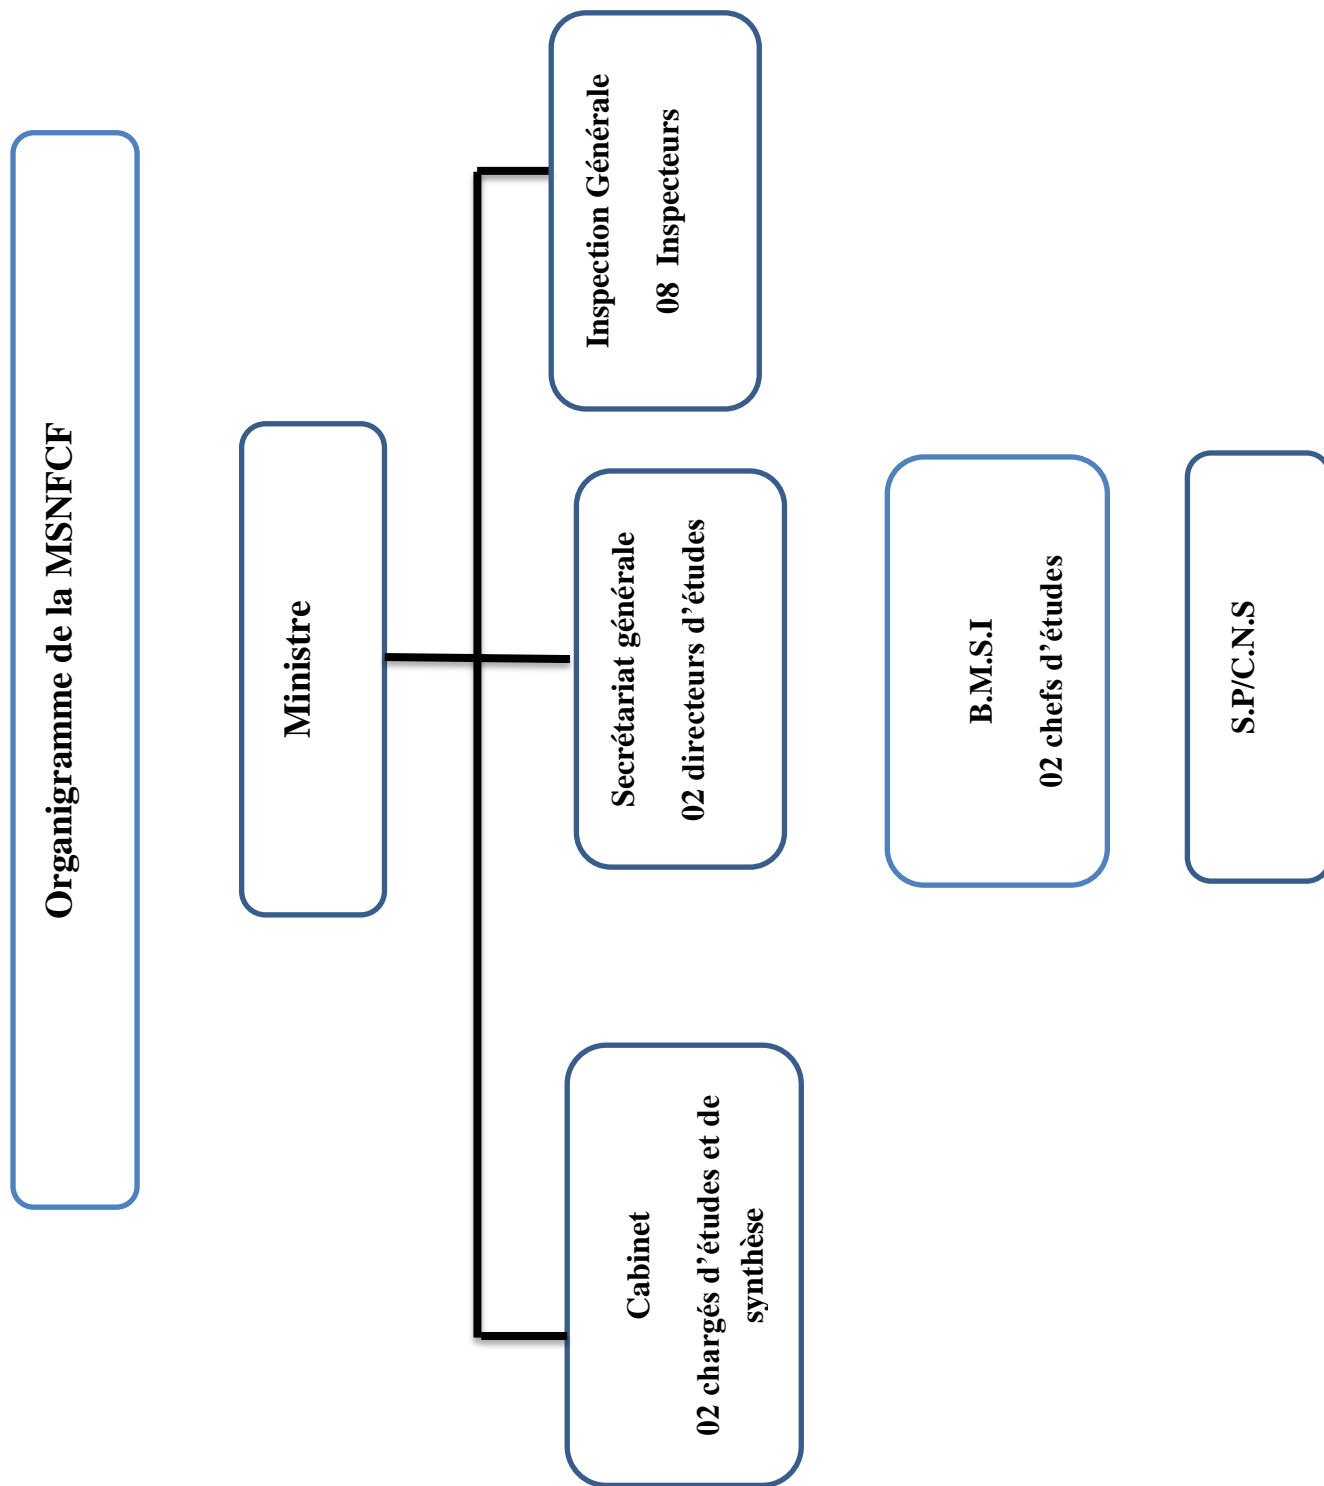 Organigramme de la MSNFCF
Ministre
Cabinet
02 chargés d’études et de
synthèse
Secrétariat générale
02 directeurs d’études
Inspection Générale
08 Inspecteurs
B.M.S.I
02 chefs d’études
S.P/C.N.S